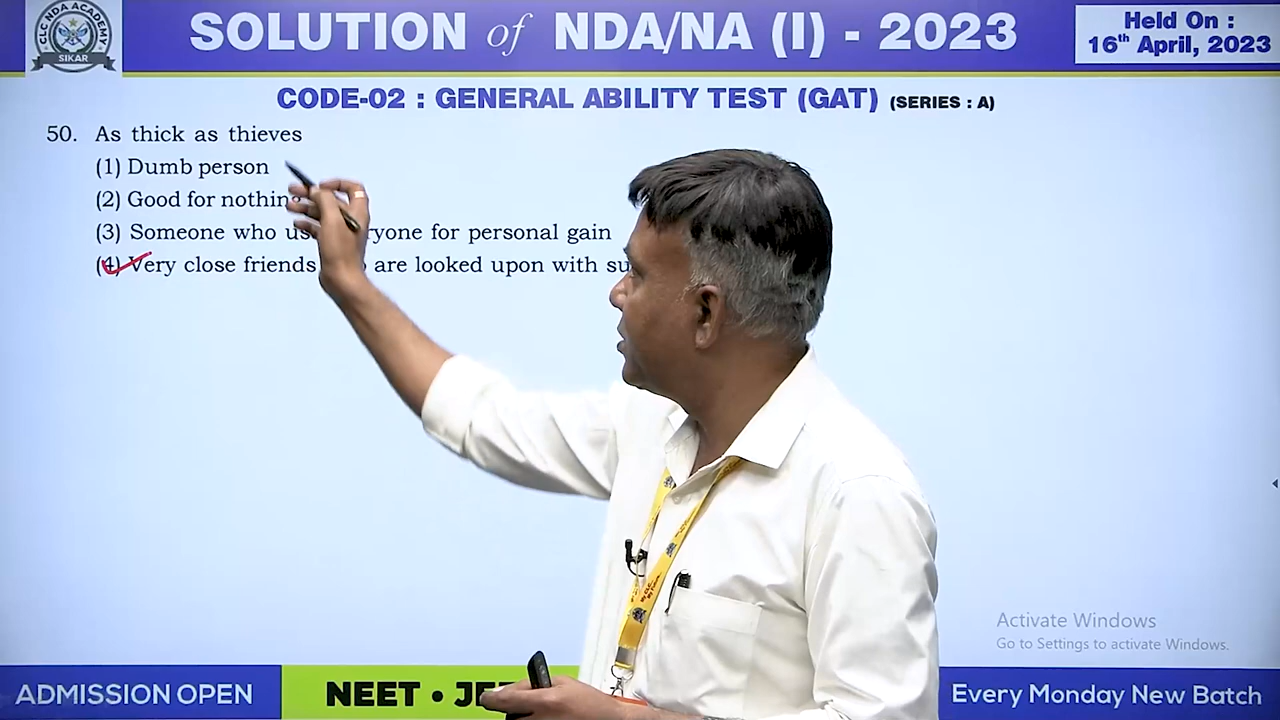 CLC NDA ACADEMY
SIKAR
SOLUTION of NDA/NA (I) - 2023
Held On :
16th April, 2023
CODE-02 : GENERAL ABILITY TEST (GAT) (SERIES : A)
50. As thick as thieves
(1) Dumb person
(2) Good for nothing
(3) Someone who for personal gain
(4) Very close friends are looked upon with
Activate Windows
Go to Settings to activate Windows.
ADMISSION OPEN
NEET •
Every Monday New Batch